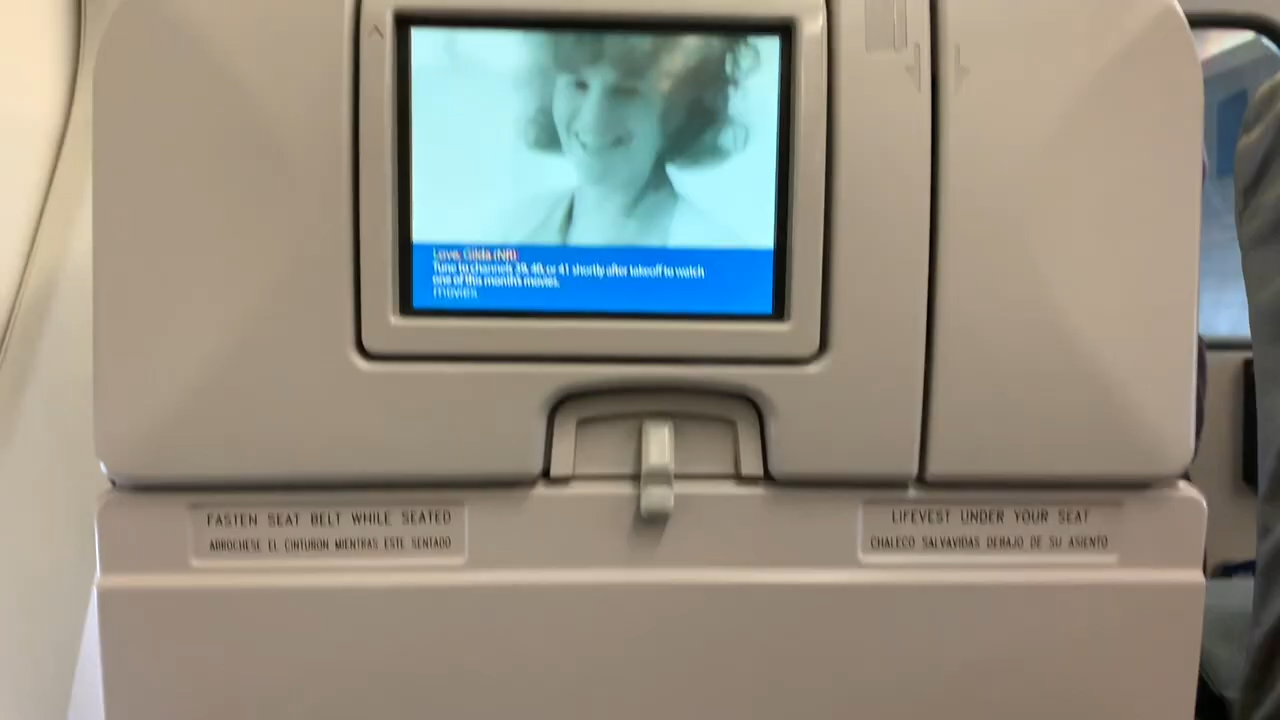 Love, Gilda (NR)
Tune to channels 39, 40, or 41 shortly after takeoff to watch
one of this months movies.
movies
FASTEN SEAT BELT WHILE SEATED
ABROCHESE EL CINTURON MIENTRAS ESTE SENTADO
LIFEVEST UNDER YOUR SEAT
CHALECO SALVAVIDAS DEBAJO DE SU ASIENTO